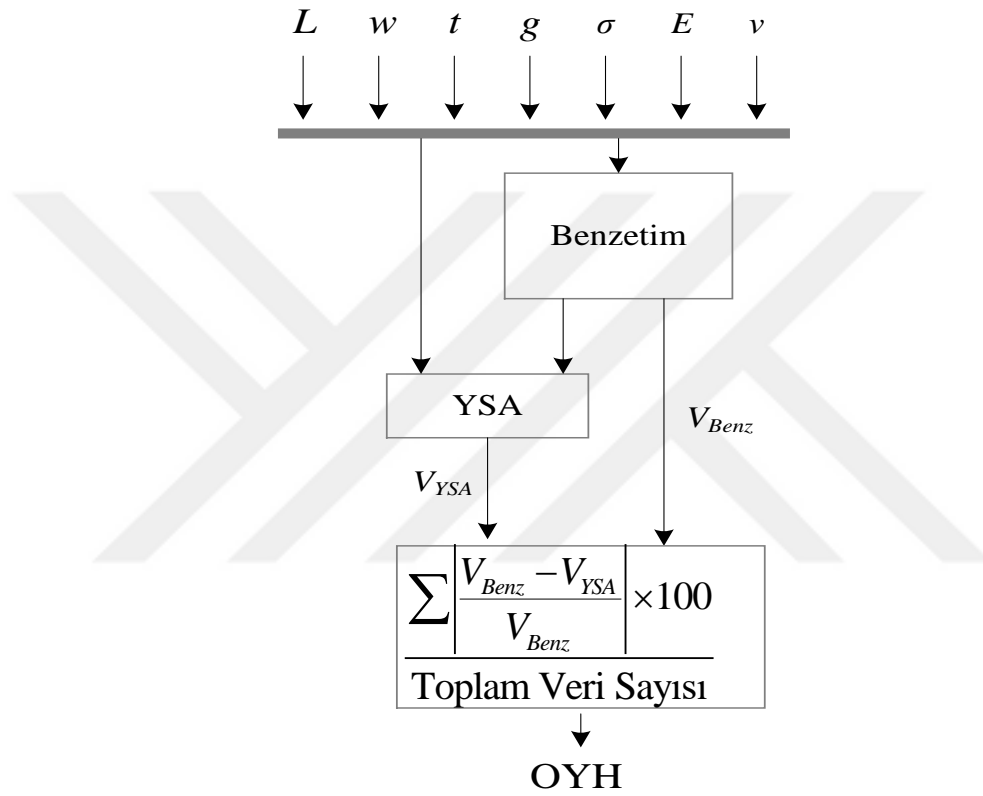 L w t g σ E ν
Benzetim
YSA
V_Benz
V_YSA
∑|(V_Benz − V_YSA)/V_Benz| ×100
Toplam Veri Sayısı
OYH